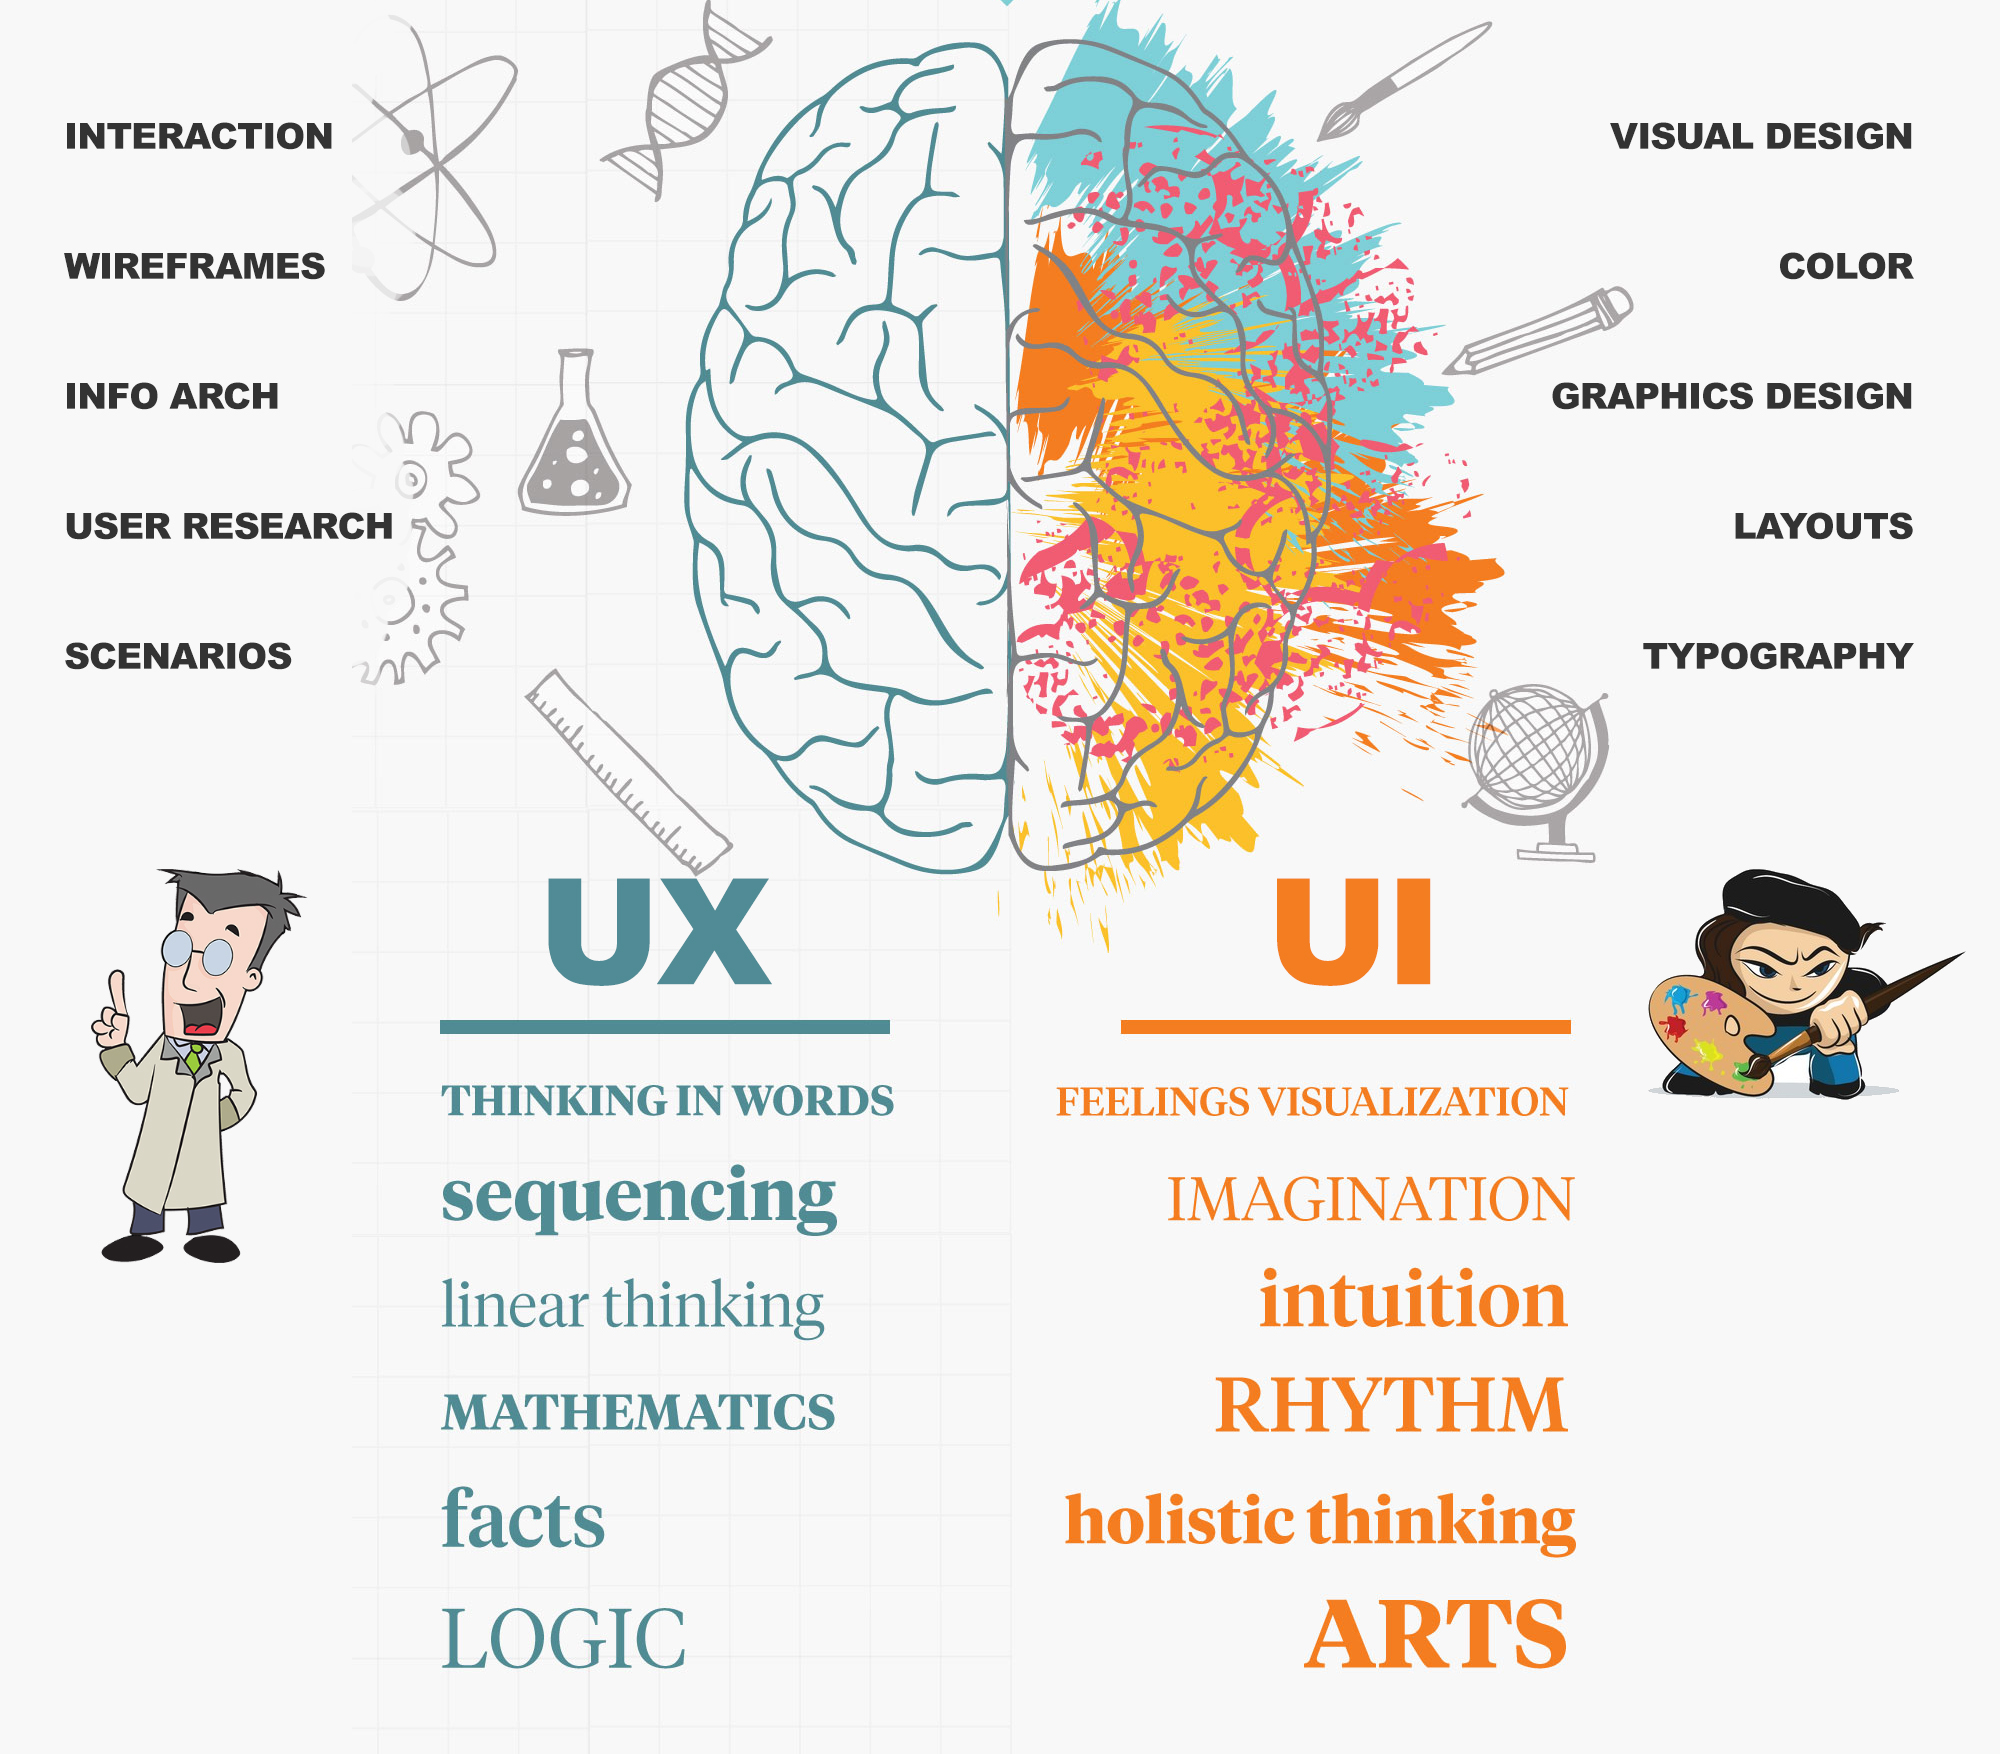 INTERACTION
WIREFRAMES
INFO ARCH
USER RESEARCH
SCENARIOS
VISUAL DESIGN
COLOR
GRAPHICS DESIGN
LAYOUTS
TYPOGRAPHY
UX
THINKING IN WORDS
sequencing
linear thinking
MATHEMATICS
facts
LOGIC
UI
FEELINGS VISUALIZATION
IMAGINATION
intuition
RHYTHM
holistic thinking
ARTS